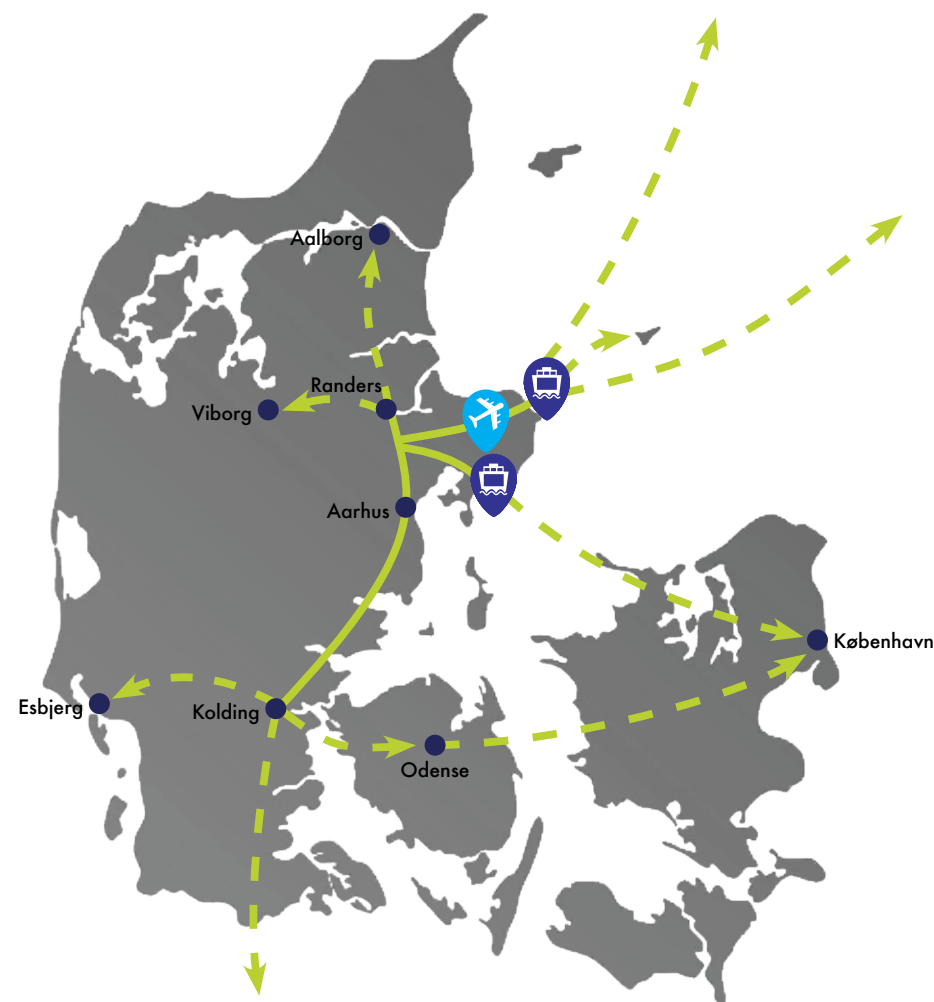 Aalborg
Randers
Viborg
Aarhus
København
Esbjerg
Kolding
Odense